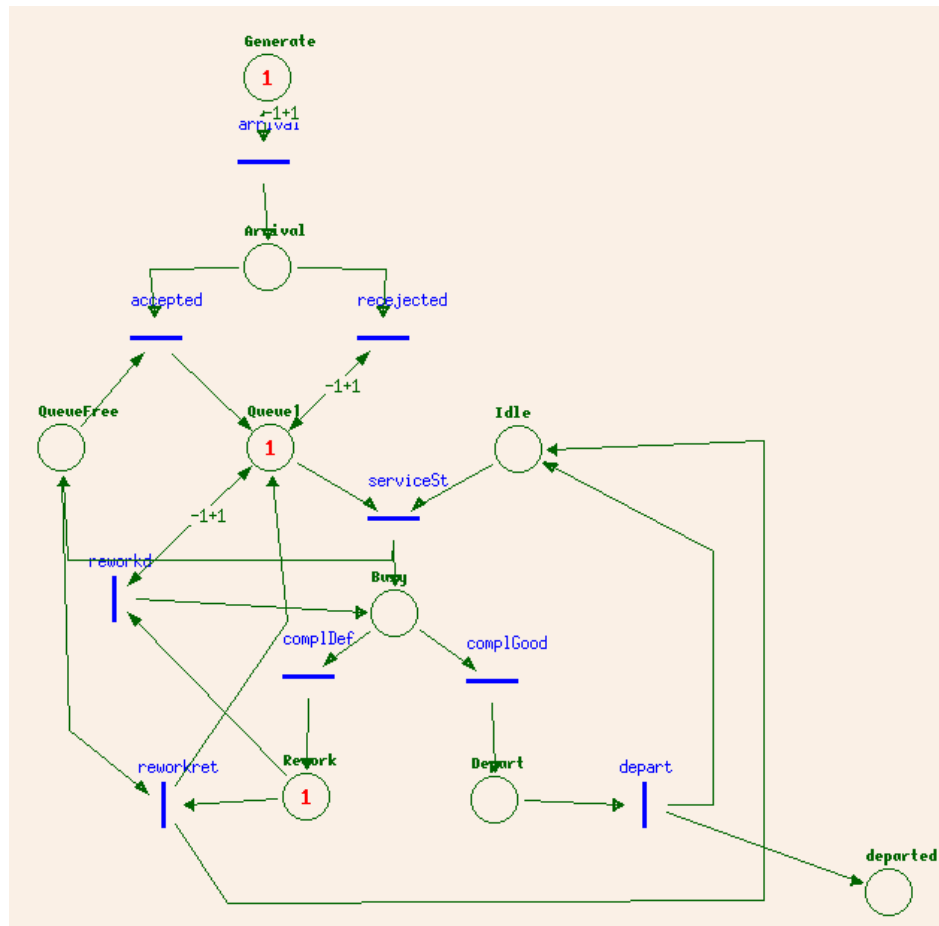 Generate
1
-1+1
arrival
Arrival
accepted
recejected
-1+1
QueueFree
Queue1
Idle
1
serviceSt
-1+1
reworkd
Busy
complDef
complGood
Rework
Depart
reworkret
depart
1
departed